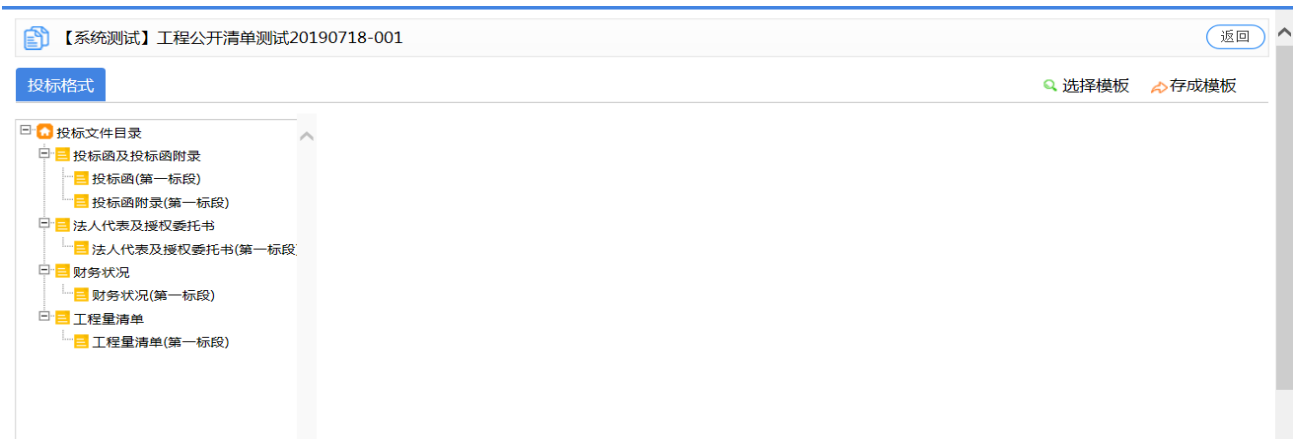 【系统测试】工程公开清单测试20190718-001
返回
投标格式
选择模板
存成模板
投标文件目录
投标函及投标函附录
投标函(第一标段)
投标函附录(第一标段)
法人代表及授权委托书
法人代表及授权委托书(第一标段
财务状况
财务状况(第一标段)
工程量清单
工程量清单(第一标段)